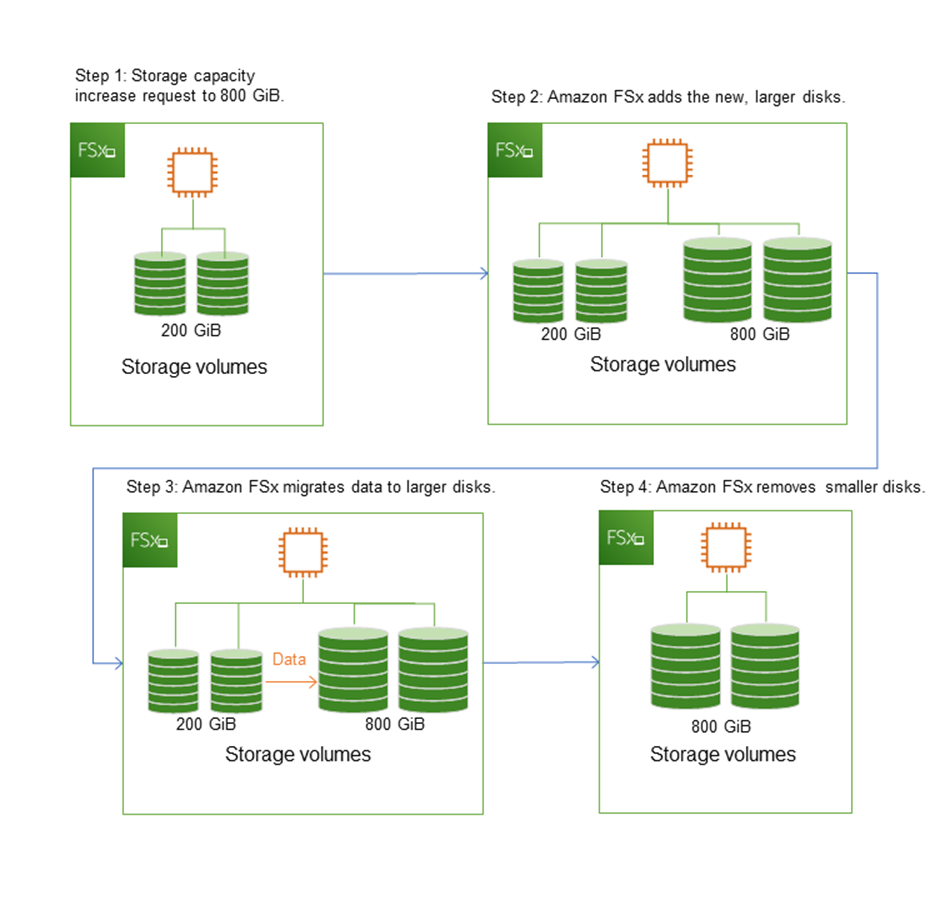 Step 1: Storage capacity
increase request to 800 GiB.
FSx
200 GiB
Storage volumes
Step 2: Amazon FSx adds the new, larger disks.
FSx
200 GiB
800 GiB
Storage volumes
Step 3: Amazon FSx migrates data to larger disks.
FSx
Data
200 GiB
800 GiB
Storage volumes
Step 4: Amazon FSx removes smaller disks.
FSx
800 GiB
Storage volumes